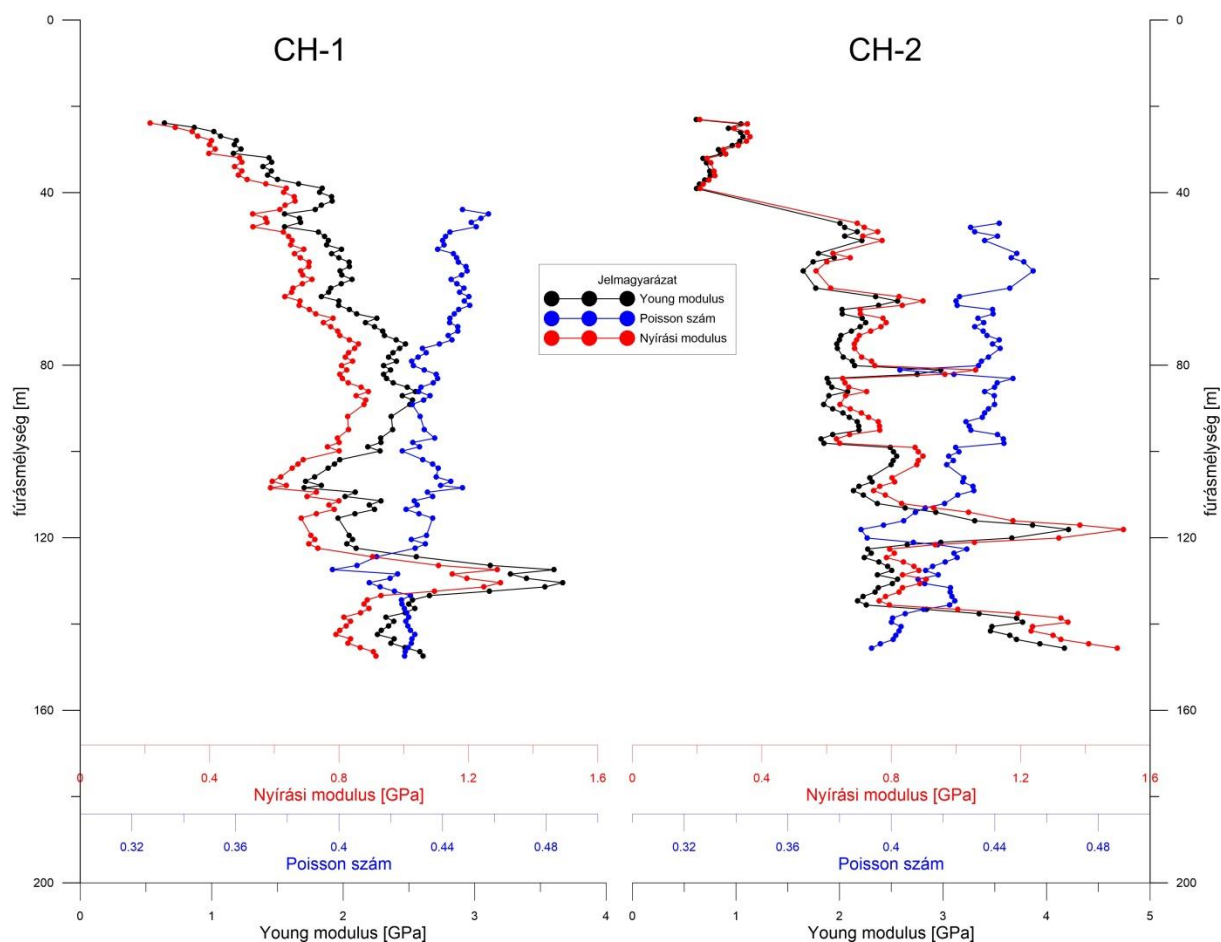 CH-1
CH-2
0
40
80
120
160
200
fúrásmélység [m]
0
40
80
120
160
200
fúrásmélység [m]
Jelmagyarázat
Young modulus
Poisson szám
Nyírási modulus
0 0.4 0.8 1.2 1.6
Nyírási modulus [GPa]
0.32 0.36 0.4 0.44 0.48
Poisson szám
0 1 2 3 4
Young modulus [GPa]
0 0.4 0.8 1.2 1.6
Nyírási modulus [GPa]
0.32 0.36 0.4 0.44 0.48
Poisson szám
0 1 2 3 4 5
Young modulus [GPa]